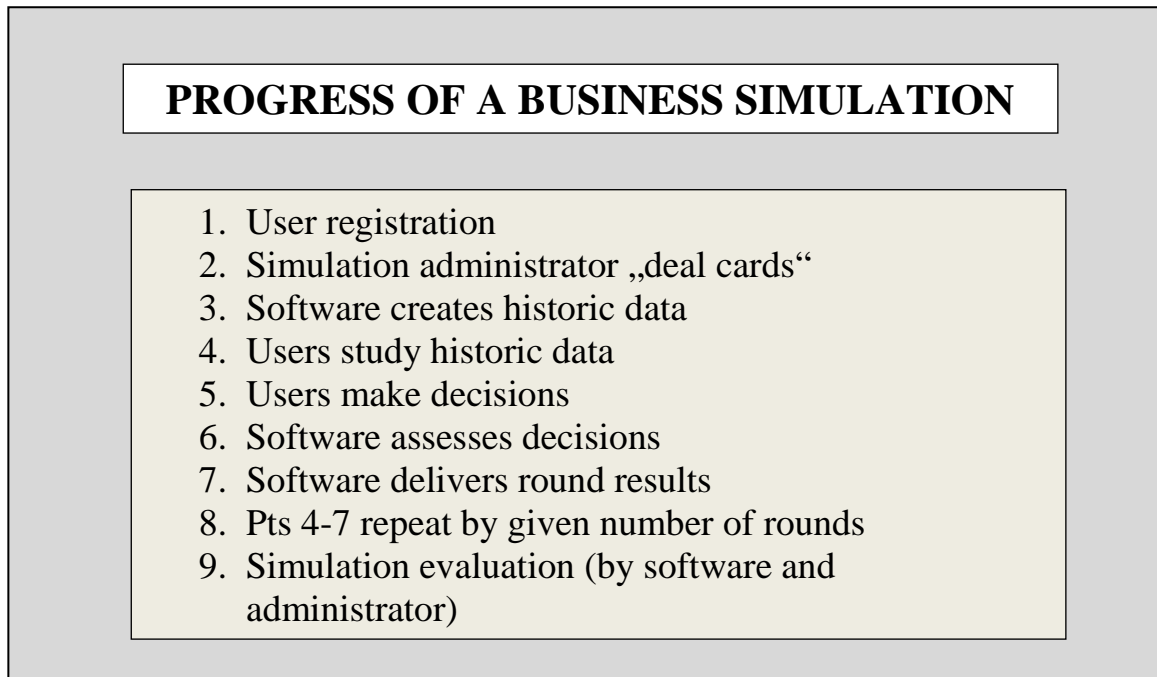 PROGRESS OF A BUSINESS SIMULATION
1. User registration
2. Simulation administrator „deal cards“
3. Software creates historic data
4. Users study historic data
5. Users make decisions
6. Software assesses decisions
7. Software delivers round results
8. Pts 4-7 repeat by given number of rounds
9. Simulation evaluation (by software and
administrator)